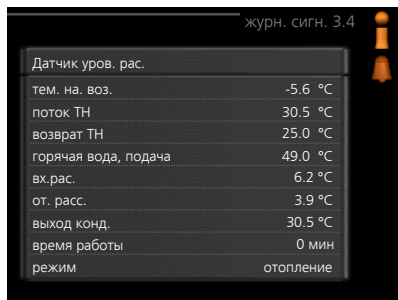 журн. сигн. 3.4
Датчик уров. рас.
тем. на. воз. -5.6 °C
поток ТН 30.5 °C
возврат ТН 25.0 °C
горячая вода, подача 49.0 °C
вх.рас. 6.2 °C
от. расс. 3.9 °C
выход конд. 30.5 °C
время работы 0 мин
режим отопление